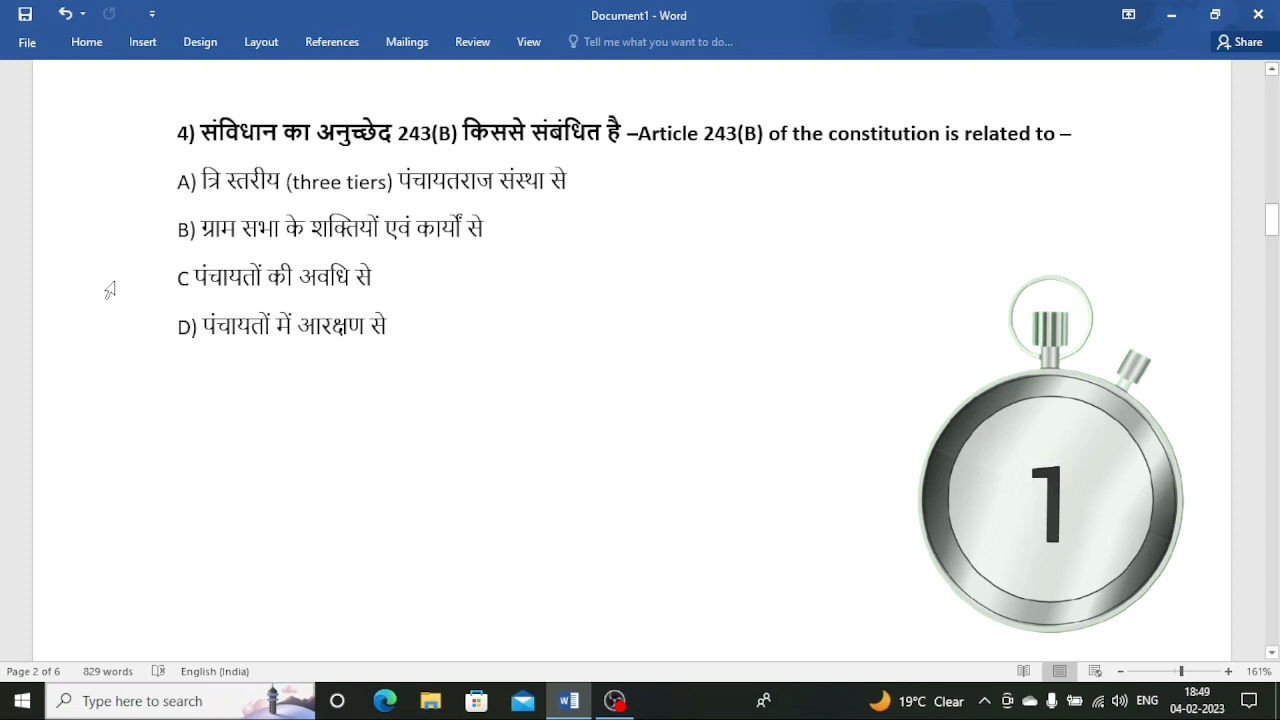 Document1 - Word
File Home Insert Design Layout References Mailings Review View Tell me what you want to do... Share
4) संविधान का अनुच्छेद 243(B) किससे संबंधित है –Article 243(B) of the constitution is related to –
A) त्रि स्तरीय (three tiers) पंचायतराज संस्था से
B) ग्राम सभा के शक्तियों एवं कार्यों से
C पंचायतों की अवधि से
D) पंचायतों में आरक्षण से
1
Page 2 of 6 829 words English (India) 161%
Type here to search 19°C Clear ENG 18:49
04-02-2023